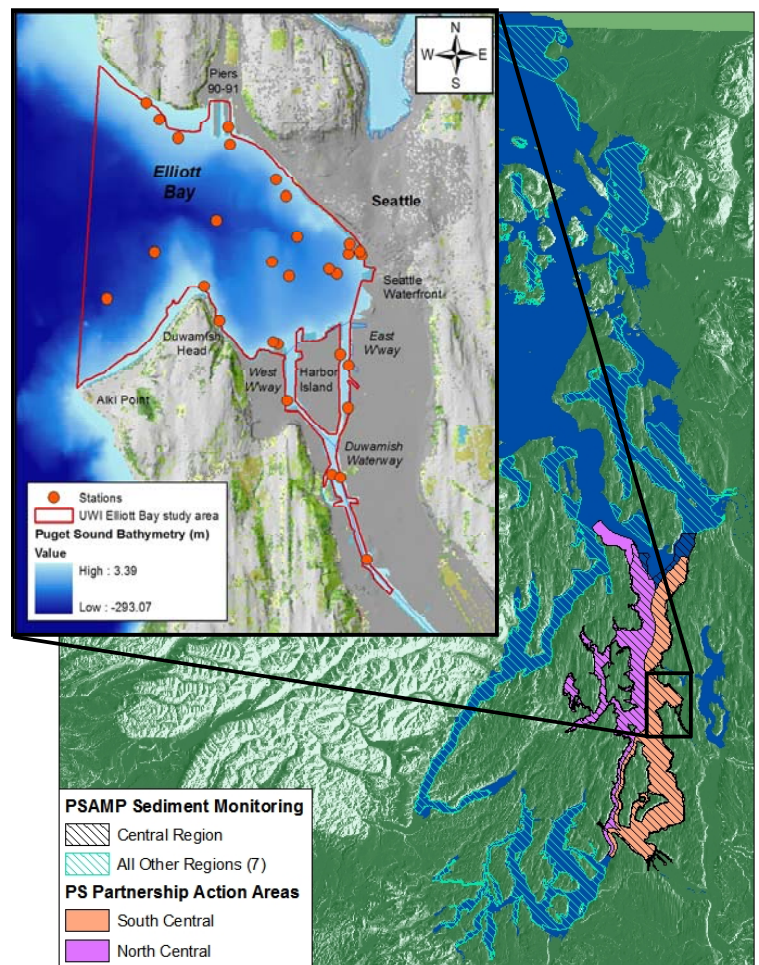 N
W E
S
Piers
90-91
Elliott
Bay
Seattle
Seattle
Waterfront
East
W'way
Duwamish
Head
West
W'way
Harbor
Island
Alki Point
Duwamish
Waterway
Stations
UWI Elliott Bay study area
Puget Sound Bathymetry (m)
Value
High : 3.39
Low : -293.07
PSAMP Sediment Monitoring
Central Region
All Other Regions (7)
PS Partnership Action Areas
South Central
North Central